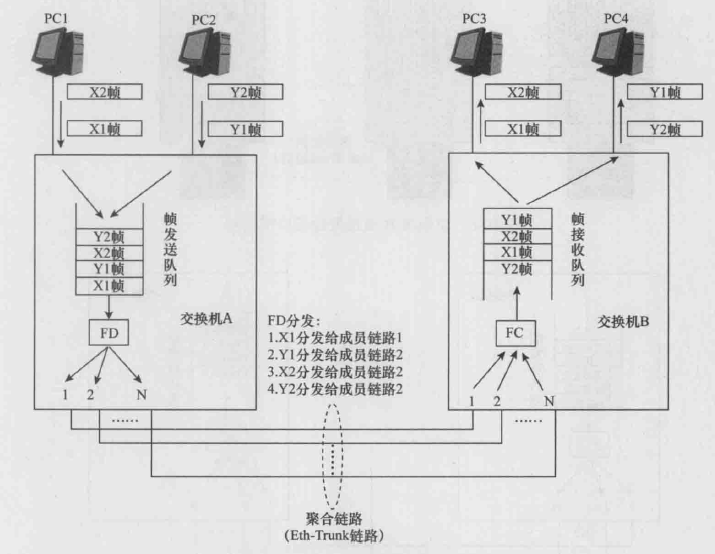 PC1
PC2
PC3
PC4
X2帧
Y2帧
X2帧
Y1帧
X1帧
Y1帧
X1帧
Y2帧
帧发送队列
Y2帧
X2帧
Y1帧
X1帧
FD
交换机A
1
2
N
......
帧接收队列
Y1帧
X2帧
X1帧
Y2帧
FC
交换机B
1
2
N
......
FD分发：
1.X1分发给成员链路1
2.Y1分发给成员链路2
3.X2分发给成员链路2
4.Y2分发给成员链路2
聚合链路
（Eth-Trunk链路）